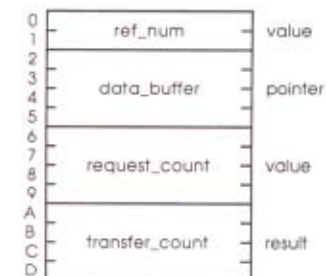 0
1
ref_num value
2
3
4
5
data_buffer pointer
6
7
8
9
request_count value
A
B
C
D
transfer_count result